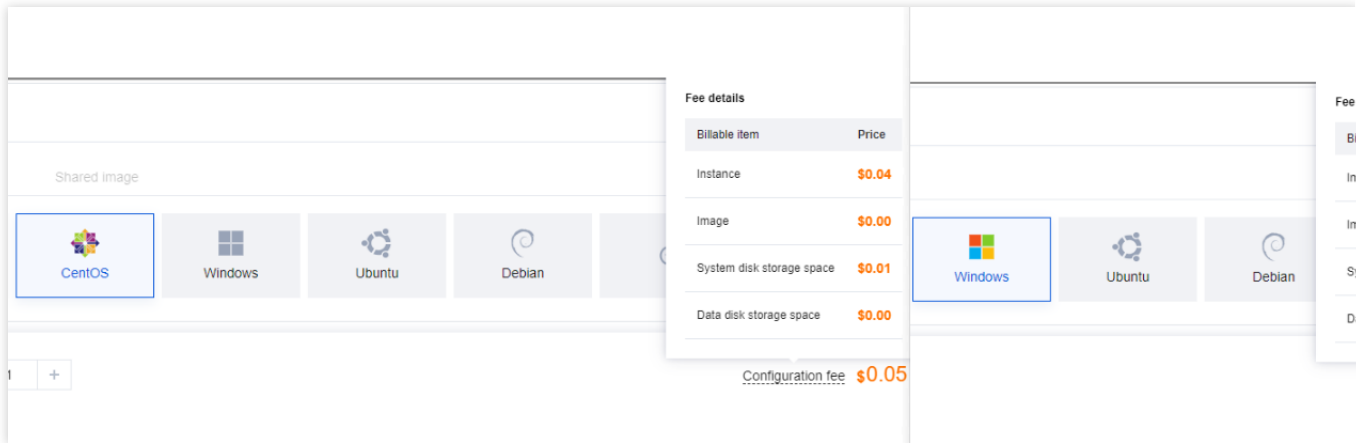 Fee details
Billable item Price
Shared image
Instance $0.04
Image $0.00
System disk storage space $0.01
Data disk storage space $0.00
CentOS Windows Ubuntu Debian
1 +
Configuration fee $0.05
Fee
Windows Ubuntu Debian